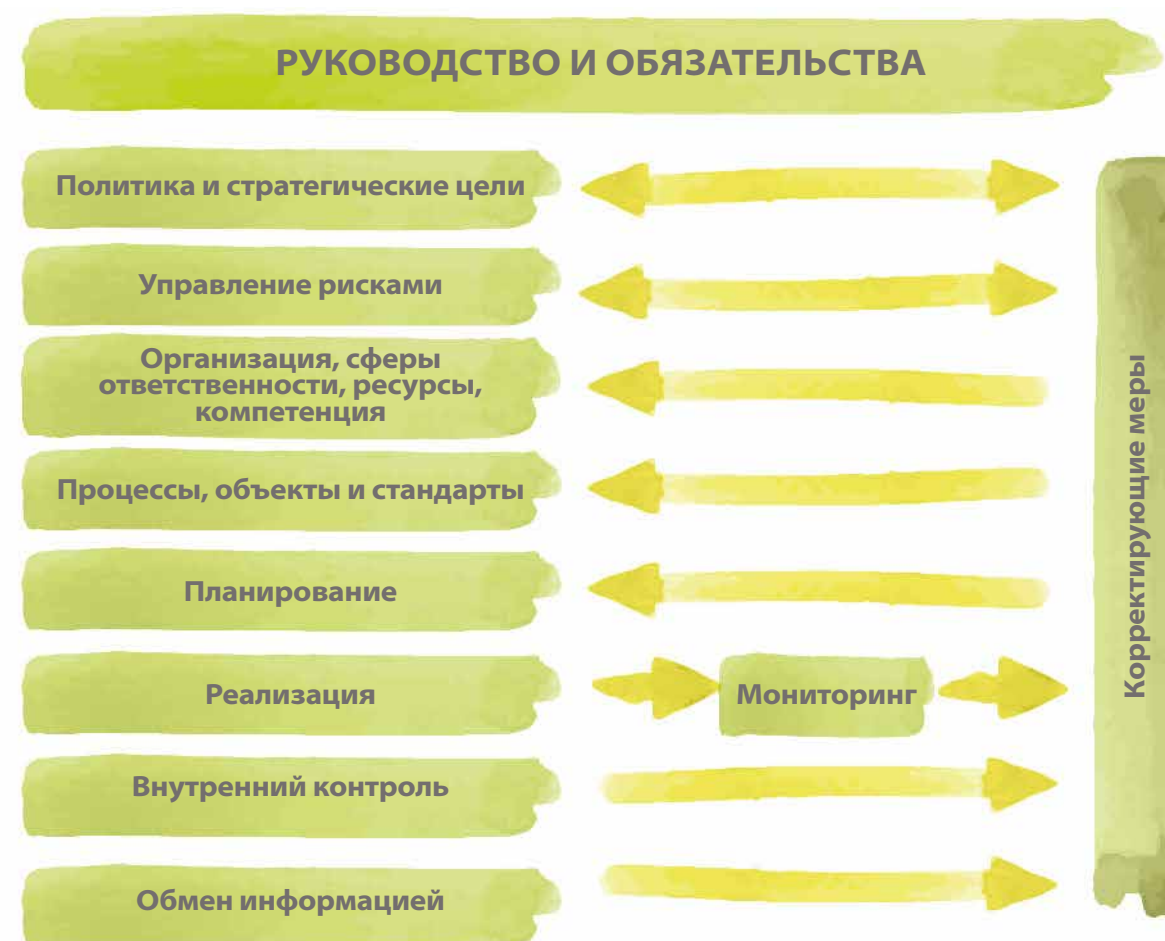 РУКОВОДСТВО И ОБЯЗАТЕЛЬСТВА
Политика и стратегические цели
Управление рисками
Организация, сферы
ответственности, ресурсы,
компетенция
Процессы, объекты и стандарты
Планирование
Реализация
Мониторинг
Внутренний контроль
Обмен информацией
Корректирующие меры